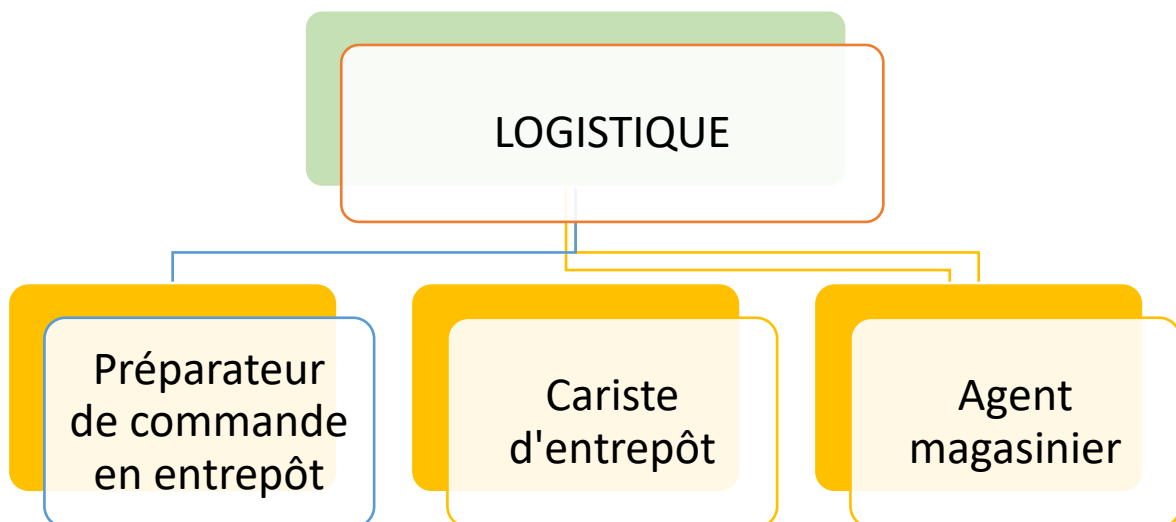 LOGISTIQUE
Préparateur
de commande
en entrepôt
Cariste
d'entrepôt
Agent
magasinier